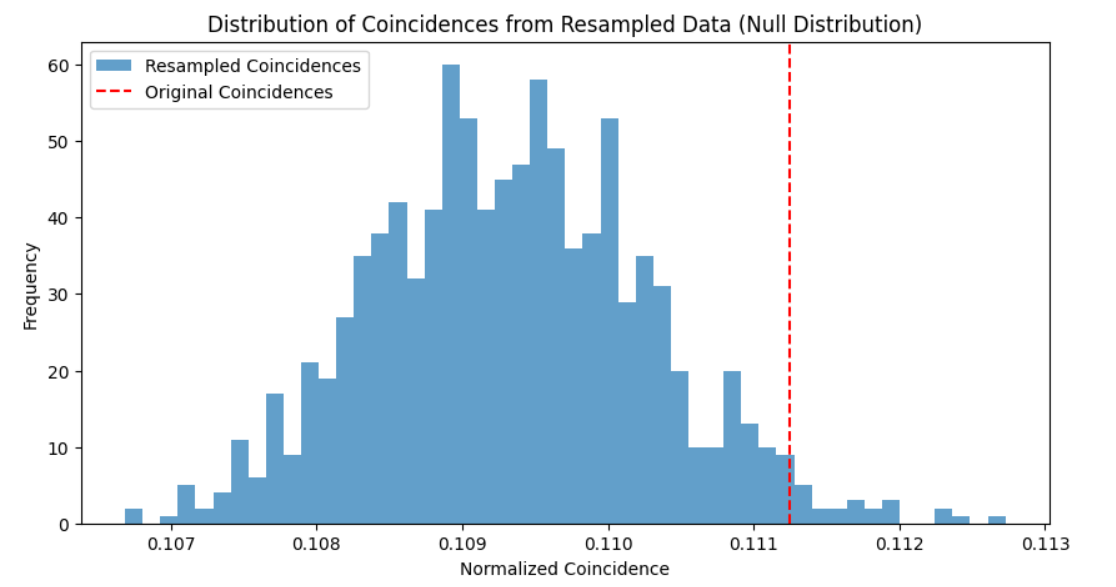 Distribution of Coincidences from Resampled Data (Null Distribution)
Resampled Coincidences
Original Coincidences
60
50
40
30
20
10
0
Frequency
0.107 0.108 0.109 0.110 0.111 0.112 0.113
Normalized Coincidence